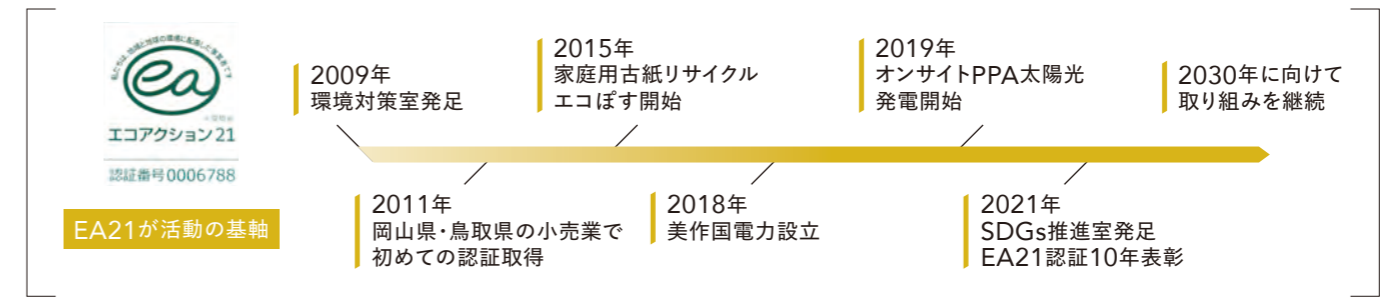 私たちは、地域と地球の環境に配慮した事業者です
ea
エコアクション21
認証番号0006788
EA21が活動の基軸
2009年
環境対策室発足
2011年
岡山県・鳥取県の小売業で
初めての認証取得
2015年
家庭用古紙リサイクル
エコぽす開始
2018年
美作国電力設立
2019年
オンサイトPPA太陽光
発電開始
2021年
SDGs推進室発足
EA21認証10年表彰
2030年に向けて
取り組みを継続